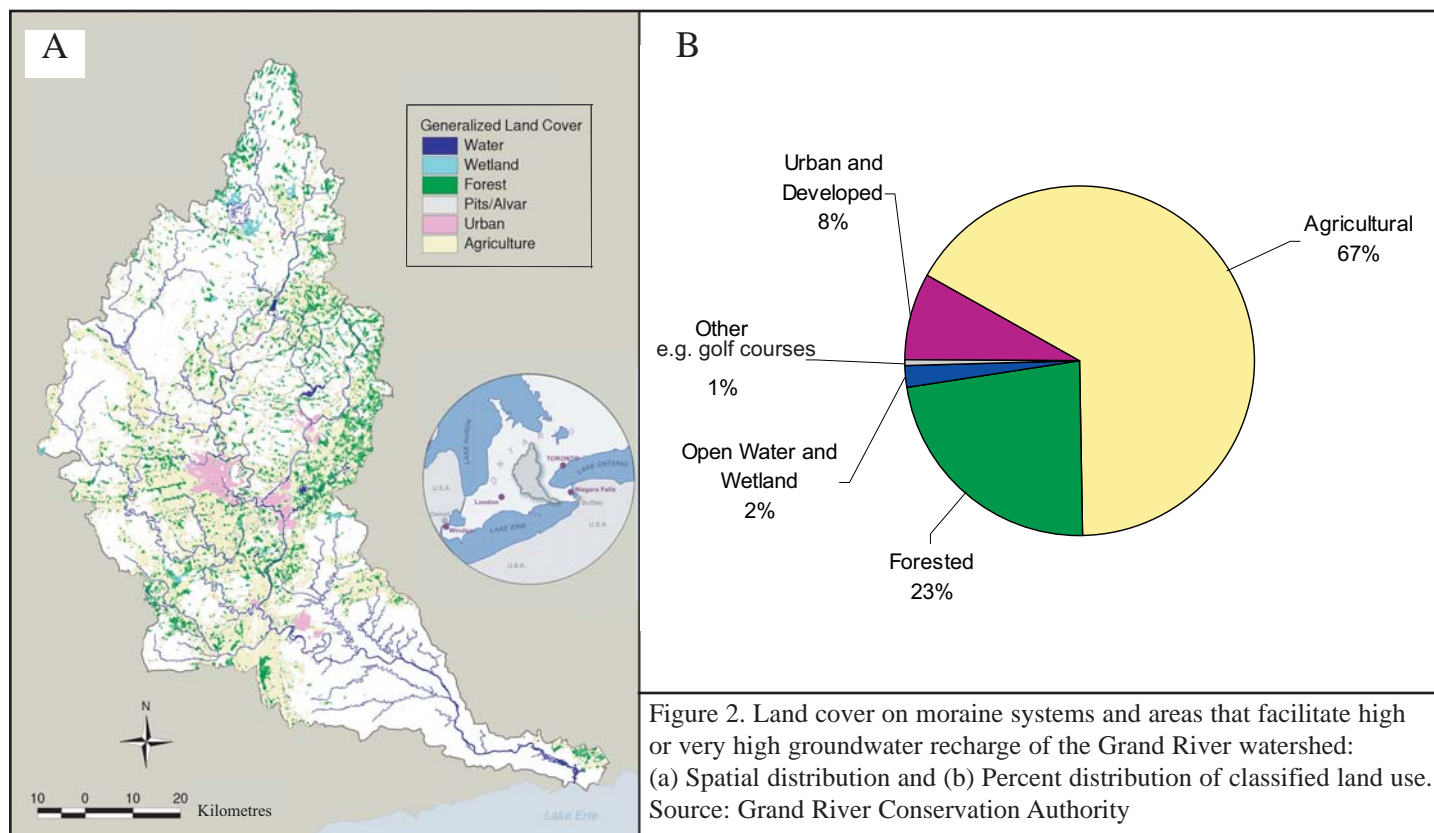 A
Generalized Land Cover
Water
Wetland
Forest
Pits/Alvar
Urban
Agriculture
LAKE HURON
ONTARIO
TORONTO
LAKE ONTARIO
Niagara Falls
Buffalo
London
U.S.A.
Detroit
Windsor
LAKE ERIE
U.S.A.
U.S.A.
N
10 0 10 20
Kilometres
Lake Erie
B
Urban and
Developed
8%
Agricultural
67%
Other
e.g. golf courses
1%
Open Water and
Wetland
2%
Forested
23%
Figure 2. Land cover on moraine systems and areas that facilitate high
or very high groundwater recharge of the Grand River watershed:
(a) Spatial distribution and (b) Percent distribution of classified land use.
Source: Grand River Conservation Authority